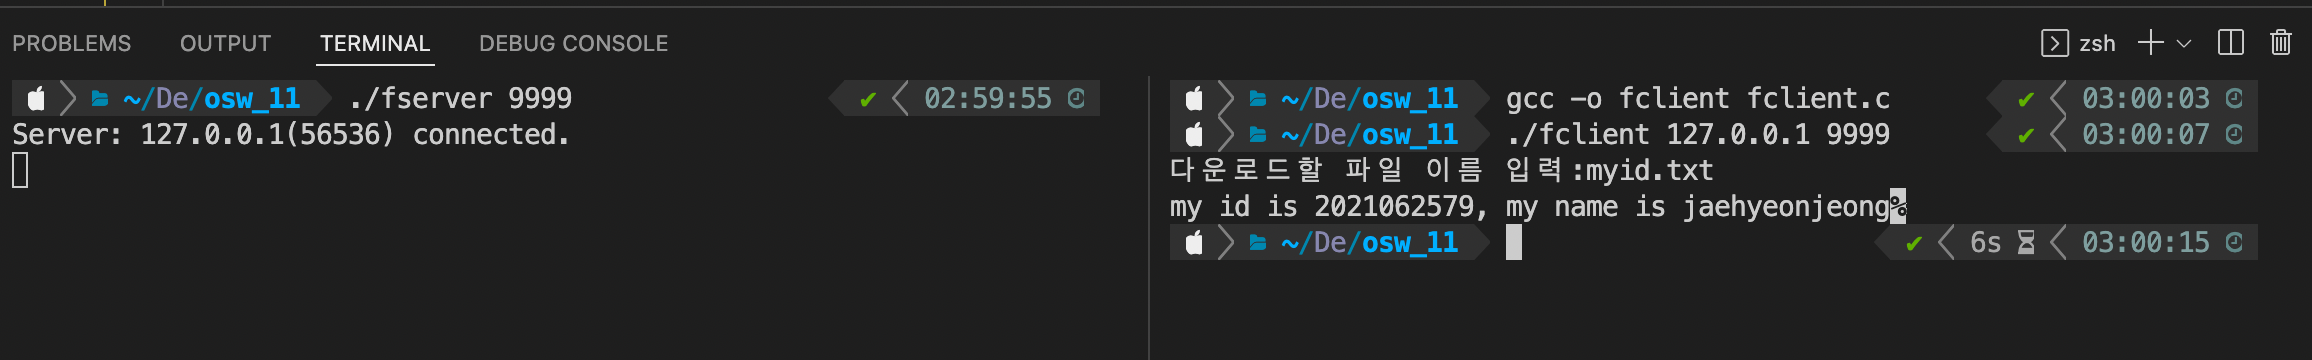 PROBLEMS OUTPUT TERMINAL DEBUG CONSOLE zsh
~/De/osw_11 ./fserver 9999 ✔ 02:59:55
Server: 127.0.0.1(56536) connected.
~/De/osw_11 gcc -o fclient fclient.c ✔ 03:00:03
~/De/osw_11 ./fclient 127.0.0.1 9999 ✔ 03:00:07
다운로드할 파일 이름 입력:myid.txt
my id is 2021062579, my name is jaehyeonjeong%
~/De/osw_11 ✔ 6s 03:00:15